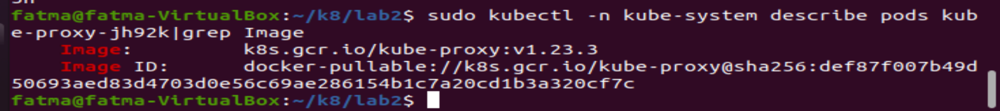 fatma@fatma-VirtualBox:~/k8/lab2$ sudo kubectl -n kube-system describe pods kub
e-proxy-jh92k|grep Image
    Image:         k8s.gcr.io/kube-proxy:v1.23.3
    Image ID:      docker-pullable://k8s.gcr.io/kube-proxy@sha256:def87f007b49d
50693aed83d4703d0e56c69ae286154b1c7a20cd1b3a320cf7c
fatma@fatma-VirtualBox:~/k8/lab2$